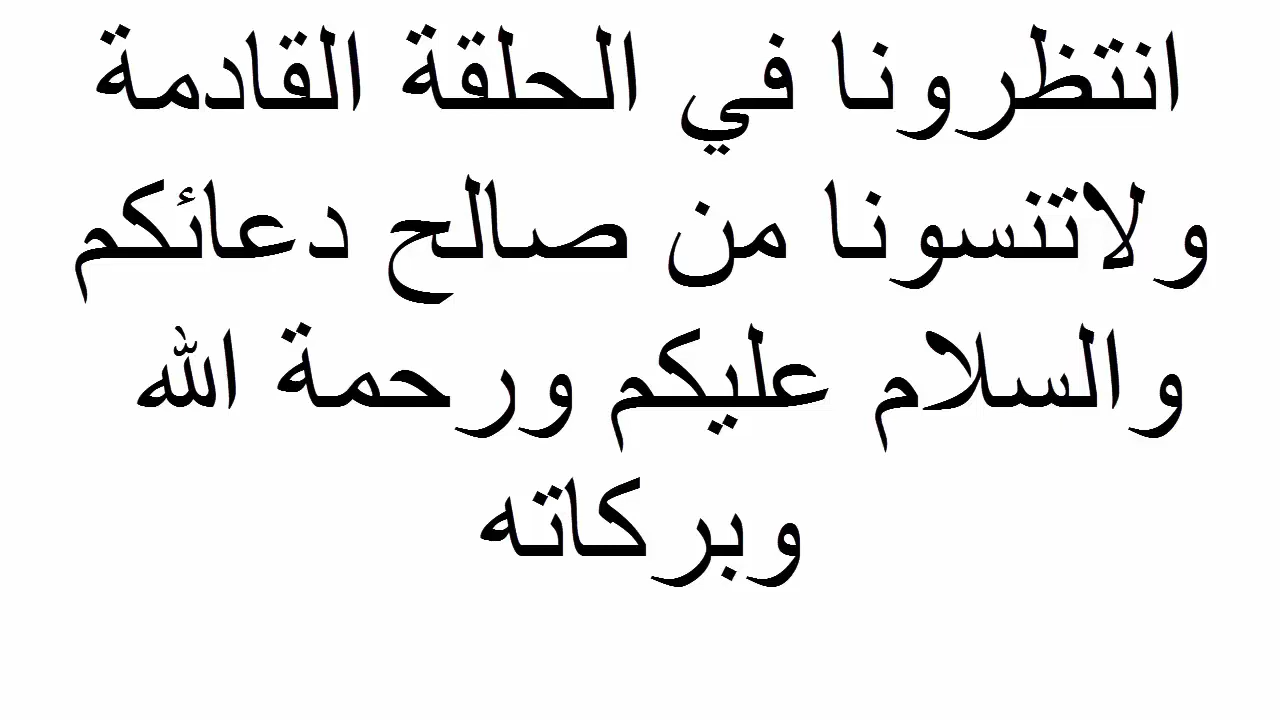 انتظرونا في الحلقة القادمة
ولاتنسونا من صالح دعائكم
والسلام عليكم ورحمة الله
وبركاته